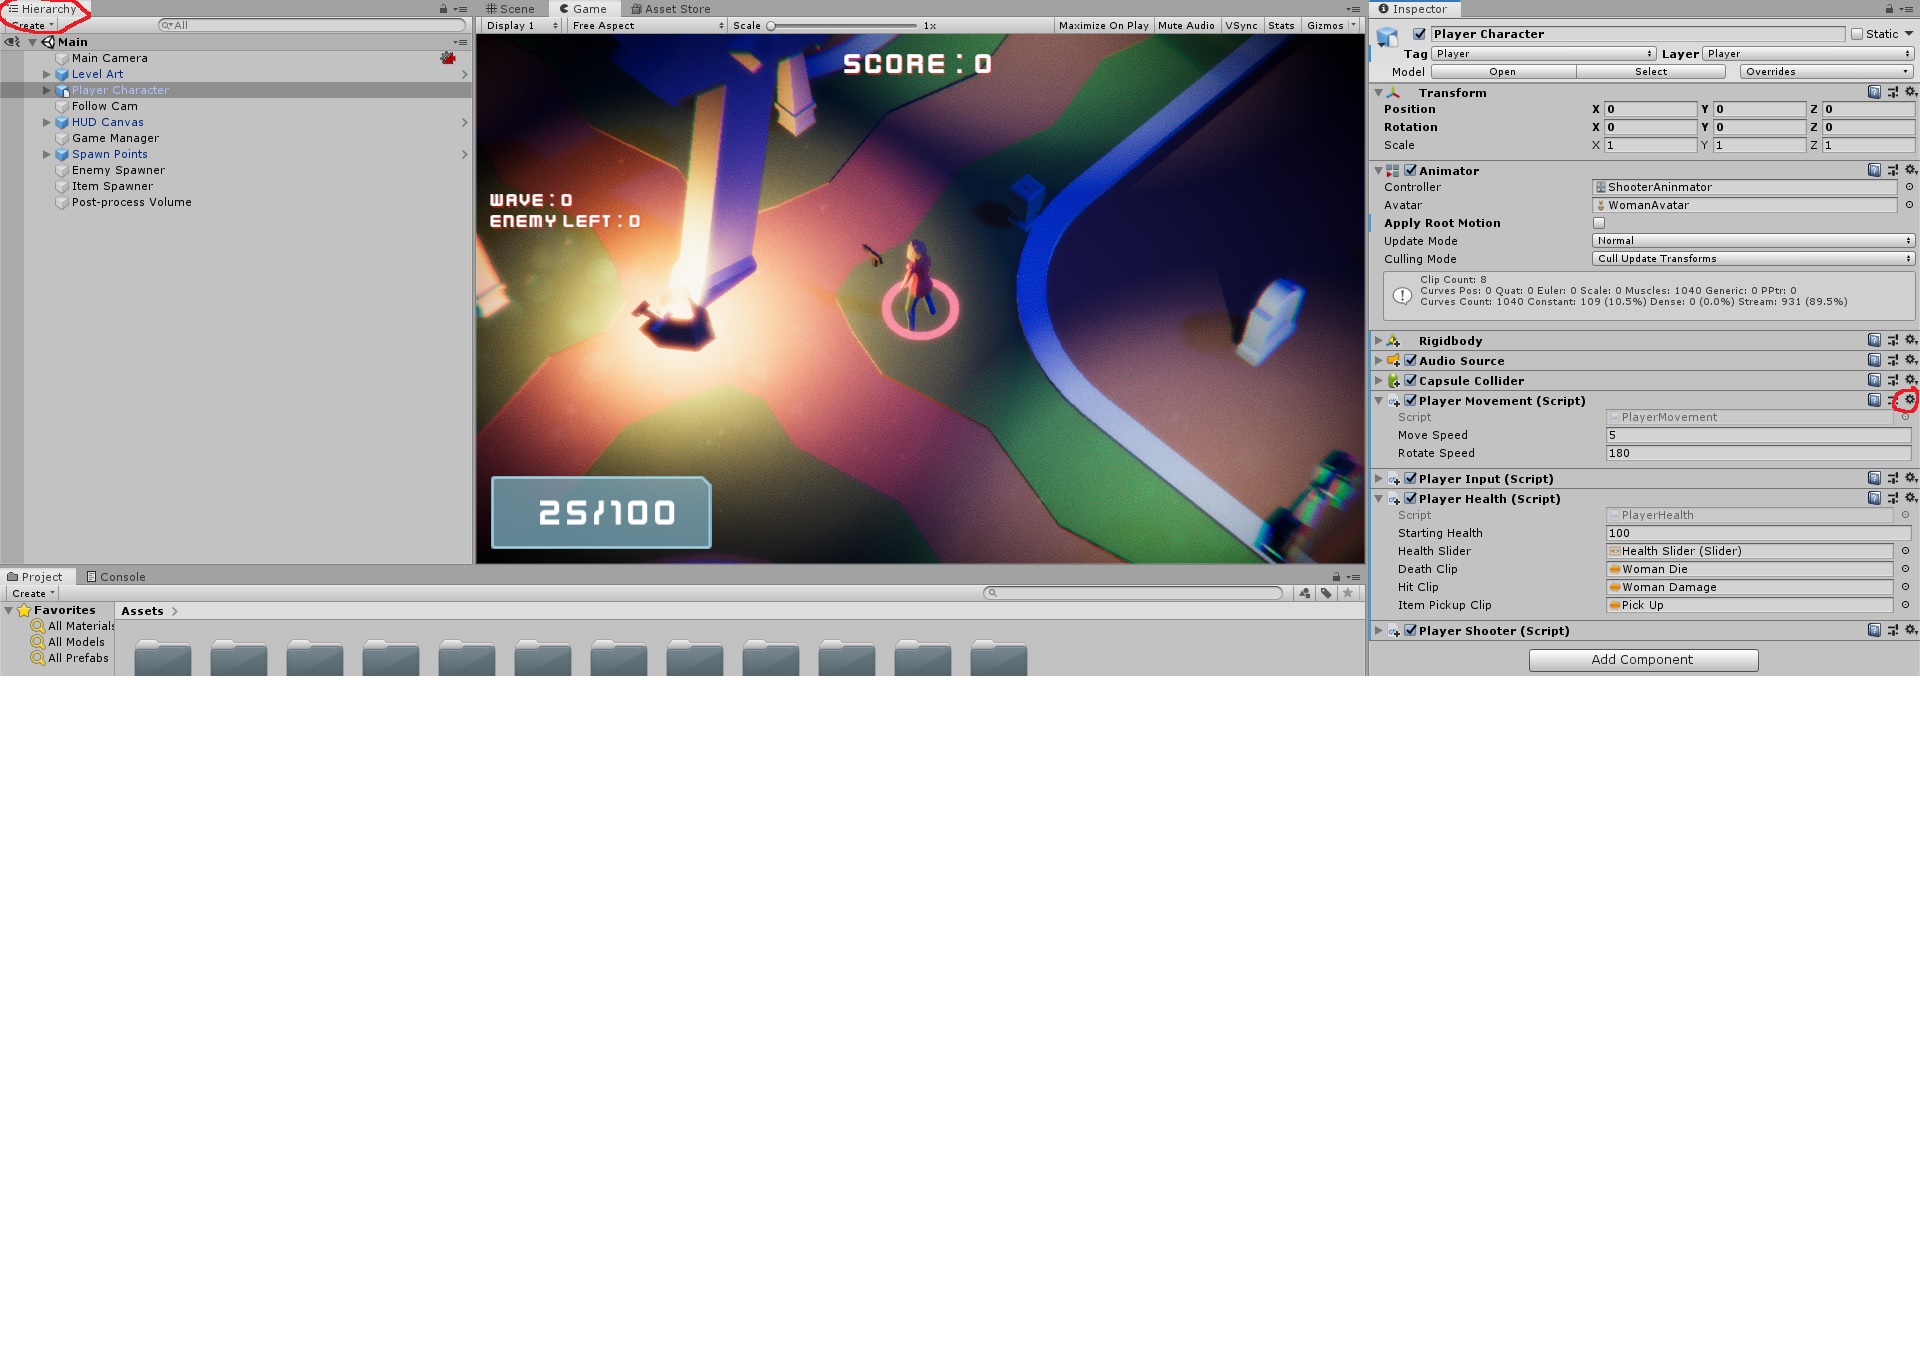 Hierarchy
Create
All
Main
Main Camera
Level Art
Player Character
Follow Cam
HUD Canvas
Game Manager
Spawn Points
Enemy Spawner
Item Spawner
Post-process Volume
Scene
Game
Asset Store
Display 1
Free Aspect
Scale
1x
Maximize On Play
Mute Audio
VSync
Stats
Gizmos
SCORE : 0
WAVE : 0
ENEMY LEFT : 0
25/100
Project
Console
Create
Favorites
All Materials
All Models
All Prefabs
Assets
Inspector
Player Character
Static
Tag Player Layer Player
Model Open Select Overrides
Transform
Position X 0 Y 0 Z 0
Rotation X 0 Y 0 Z 0
Scale X 1 Y 1 Z 1
Animator
Controller ShooterAninmator
Avatar WomanAvatar
Apply Root Motion
Update Mode Normal
Culling Mode Cull Update Transforms
Clip Count: 8
Curves Pos: 0 Quat: 0 Euler: 0 Scale: 0 Muscles: 1040 Generic: 0 PPtr: 0
Curves Count: 1040 Constant: 109 (10.5%) Dense: 0 (0.0%) Stream: 931 (89.5%)
Rigidbody
Audio Source
Capsule Collider
Player Movement (Script)
Script PlayerMovement
Move Speed 5
Rotate Speed 180
Player Input (Script)
Player Health (Script)
Script PlayerHealth
Starting Health 100
Health Slider Health Slider (Slider)
Death Clip Woman Die
Hit Clip Woman Damage
Item Pickup Clip Pick Up
Player Shooter (Script)
Add Component